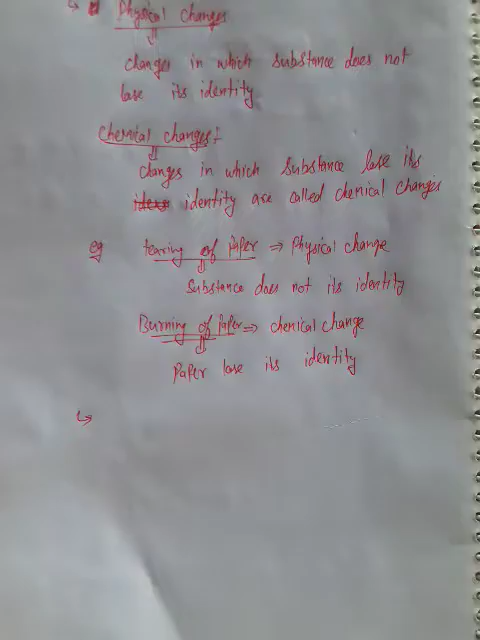 ↳ Physical changes
⇓
changes in which substance does not
lose its identity
Chemical changes:-
⇓
changes in which substance lose its
identity are called chemical changes
eg tearing of paper ⇒ Physical change
⇓
Substance does not its identity
Burning of paper ⇒ chemical change
⇓
Paper lose its identity
↳